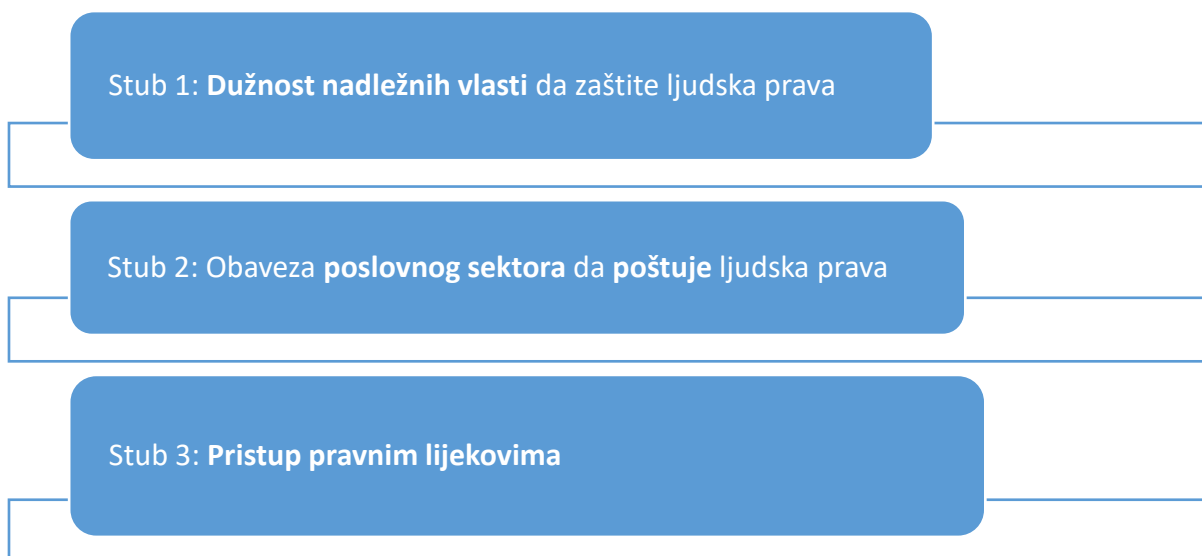 Stub 1: Dužnost nadležnih vlasti da zaštite ljudska prava
Stub 2: Obaveza poslovnog sektora da poštuje ljudska prava
Stub 3: Pristup pravnim lijekovima